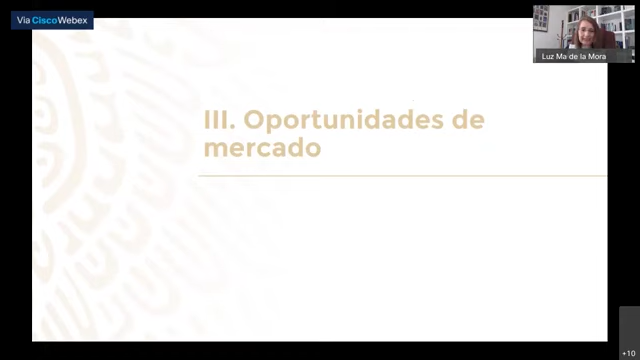 Via Cisco Webex
Luz Ma de la Mora
III. Oportunidades de
mercado
+10